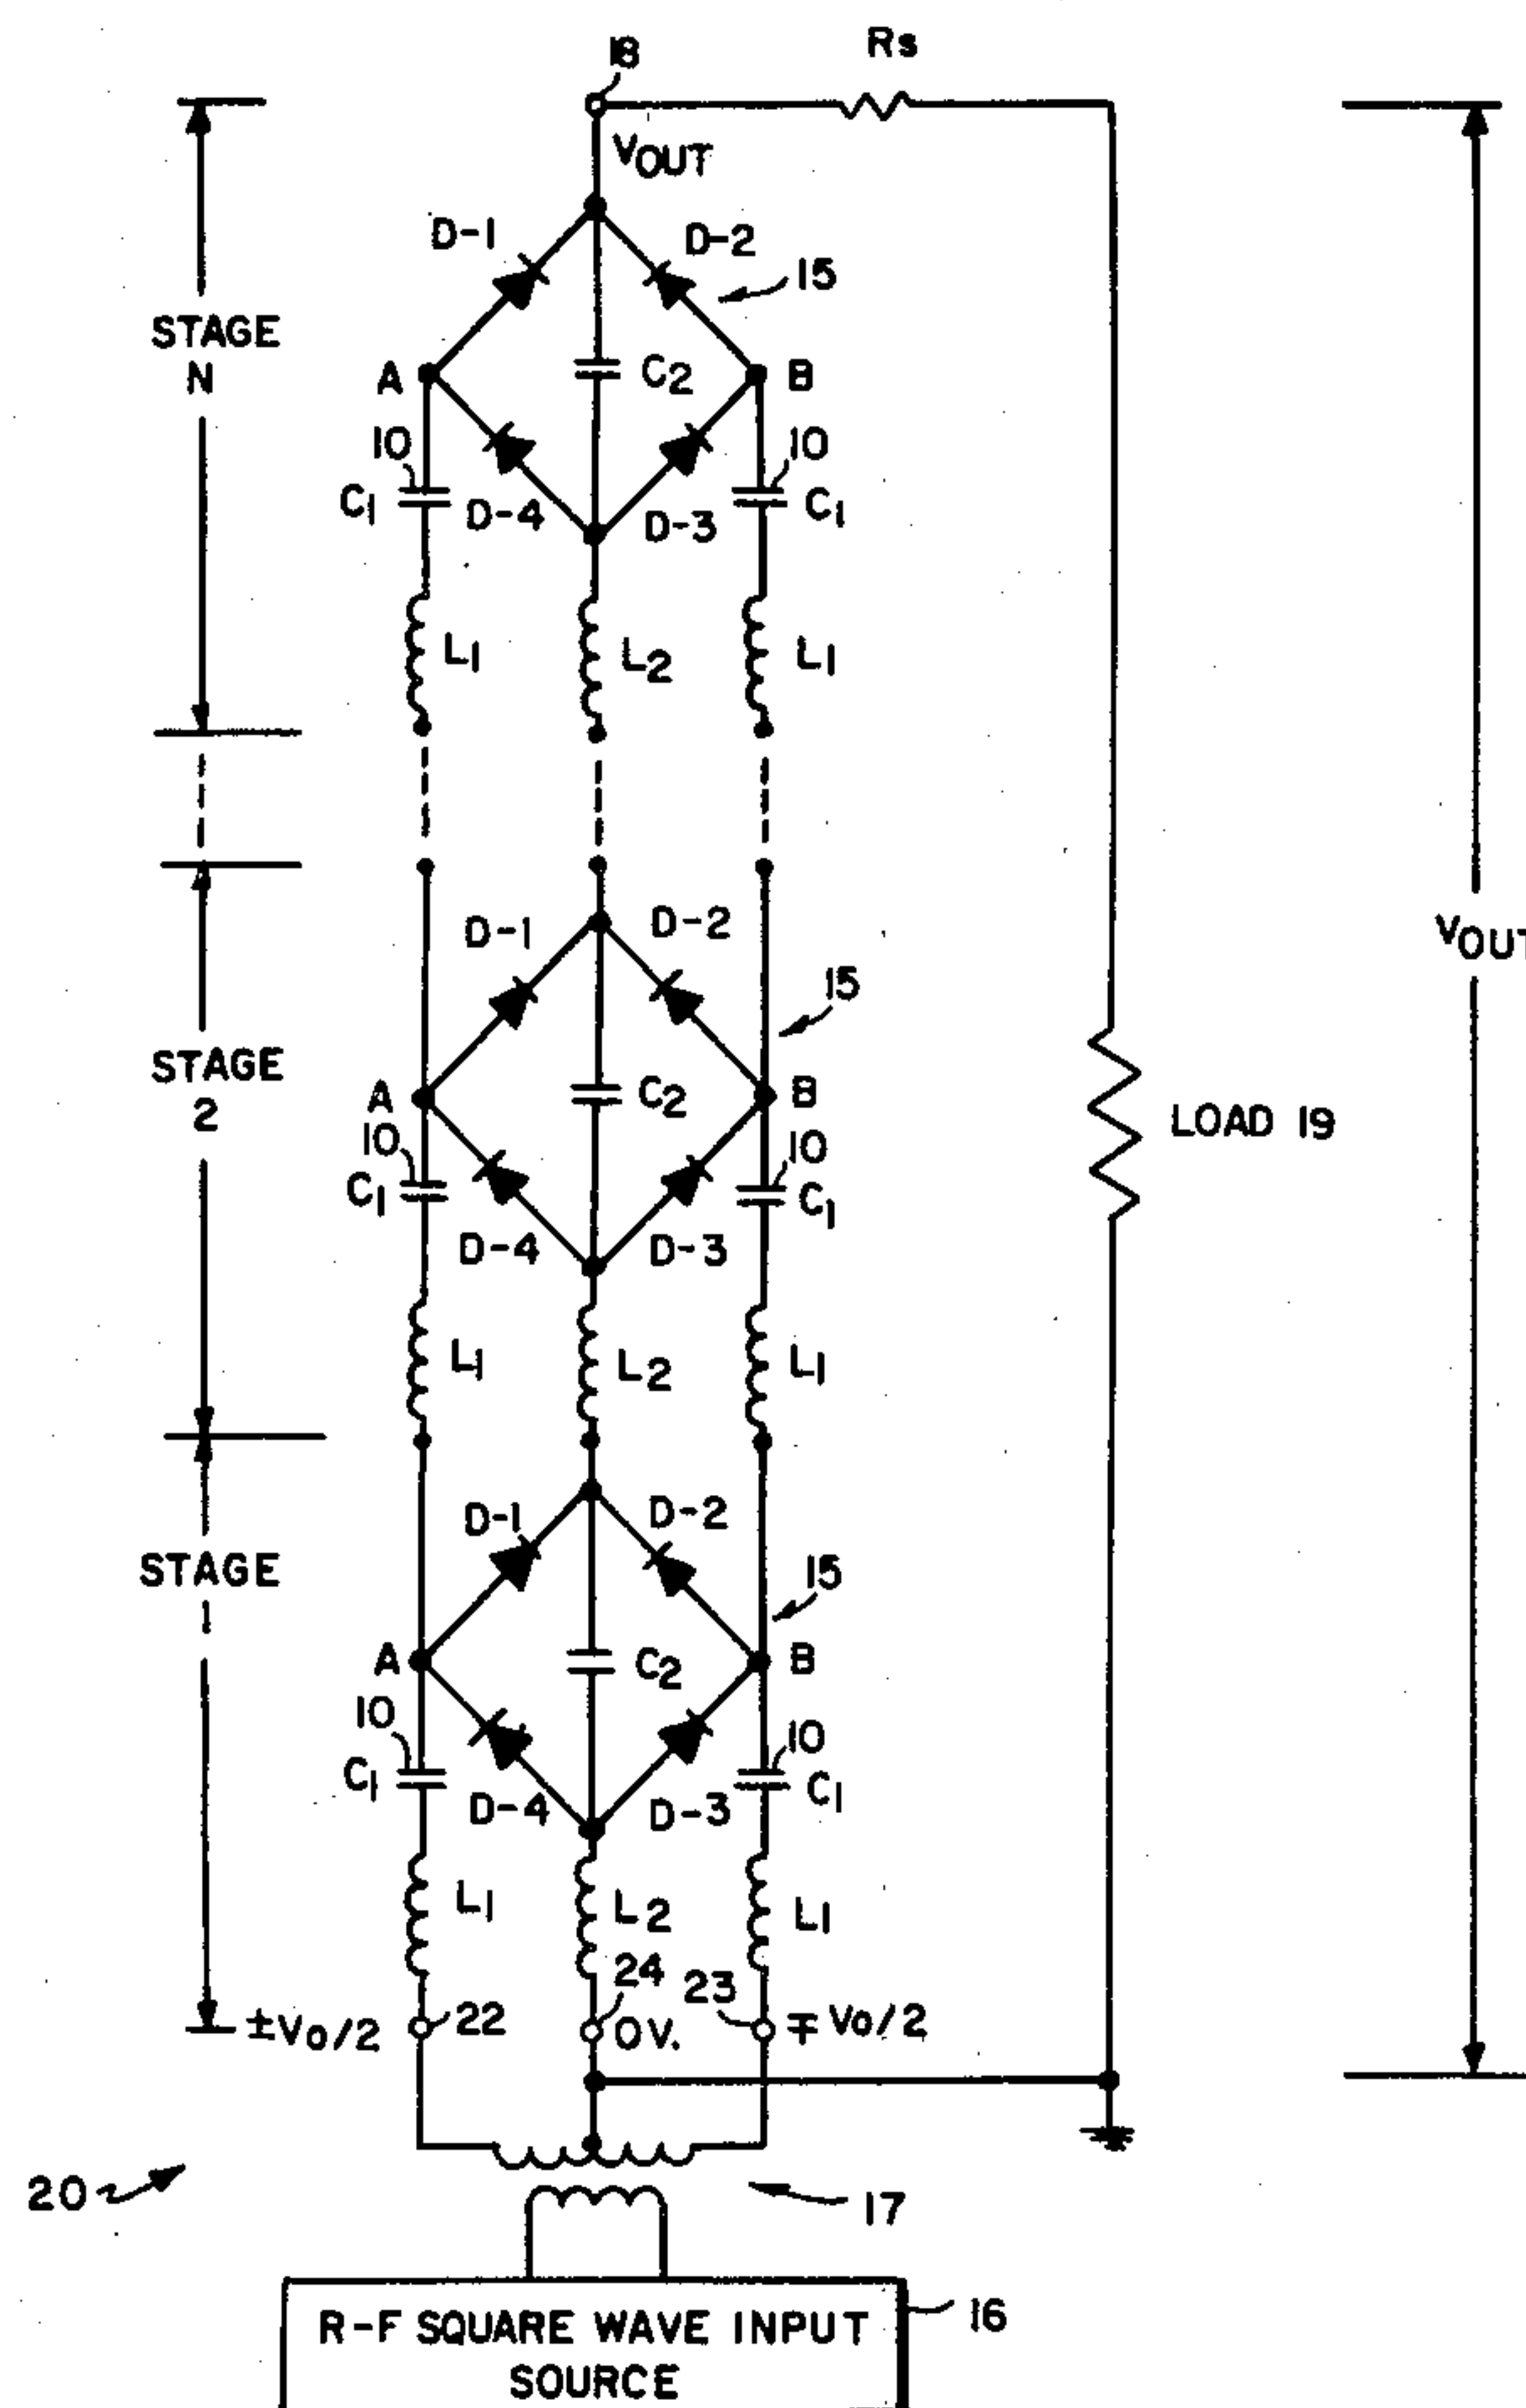 18
Rs
VOUT
D-1
D-2
15
STAGE
N
A
C2
B
10
10
C1
D-4
D-3
C1
L1
L2
L1
D-1
D-2
15
VOUT
STAGE
2
A
C2
B
LOAD 19
10
10
C1
C1
D-4
D-3
L1
L2
L1
D-1
D-2
STAGE
1
15
A
C2
B
10
10
C1
C1
D-4
D-3
L1
L2
L1
24
23
±Vo/2
22
OV.
∓ Vo/2
20
17
R-F SQUARE WAVE INPUT
SOURCE
16